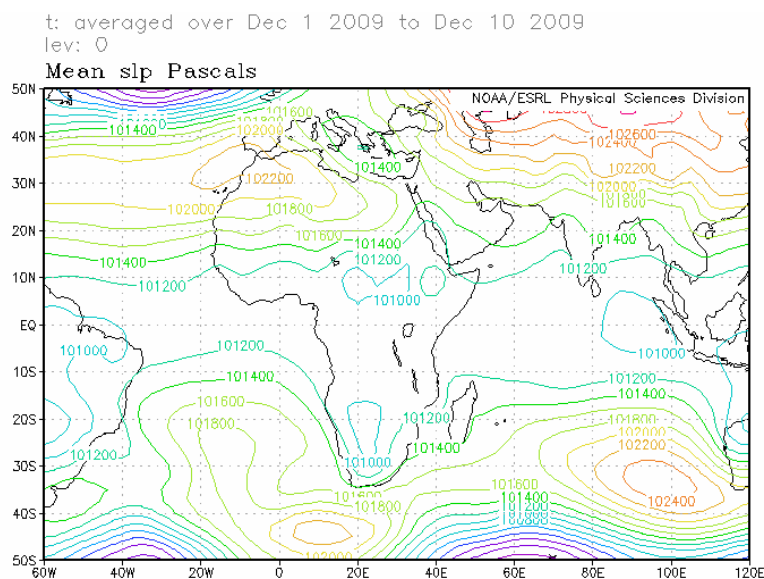 t: averaged over Dec 1 2009 to Dec 10 2009
lev: 0
Mean slp Pascals
NOAA/ESRL Physical Sciences Division
50N
101600
101400
102000
102600
40N
102400
101400
102200
30N
102200
102000
102000
101800
101600
20N
101600
101400
101400
101200
101200
101200
10N
101000
EQ
101000
101000
101200
10S
101400
101200
101600
101400
20S
101800
101200
101800
102000
101200
101400
102200
30S
101000
101600
101800
101400
102400
40S
102000
50S
60W 40W 20W 0 20E 40E 60E 80E 100E 120E